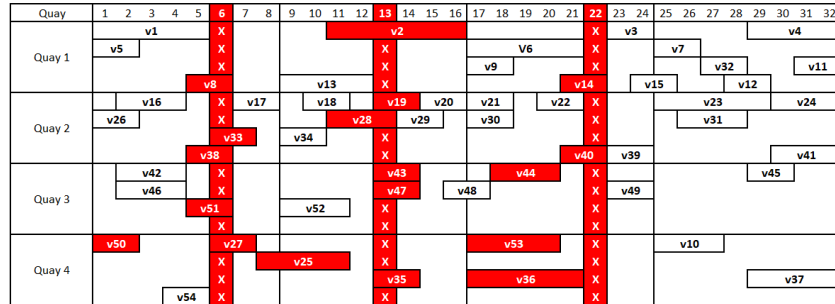 Quay 1 2 3 4 5 6 7 8 9 10 11 12 13 14 15 16 17 18 19 20 21 22 23 24 25 26 27 28 29 30 31 32
v1 X v2 X X v3 v4
v5 X X V6 X v7
Quay 1
X X v9 X v32 v11
v8 X v13 X v14 X v15 v12
v16 X v17 v18 v19 X v20 v21 v22 X v23 v24
v26 X v28 X v29 v30 X v31
Quay 2
v33 X v34 X X
v38 X X v40 X v39 v41
v42 X v43 X v44 X v45
v46 X v47 X v48 X v49
Quay 3
v51 X v52 X X
X X X
v50 v27 X X v53 X v10
X v25 X X
Quay 4
X v35 X v36 X v37
v54 X X X